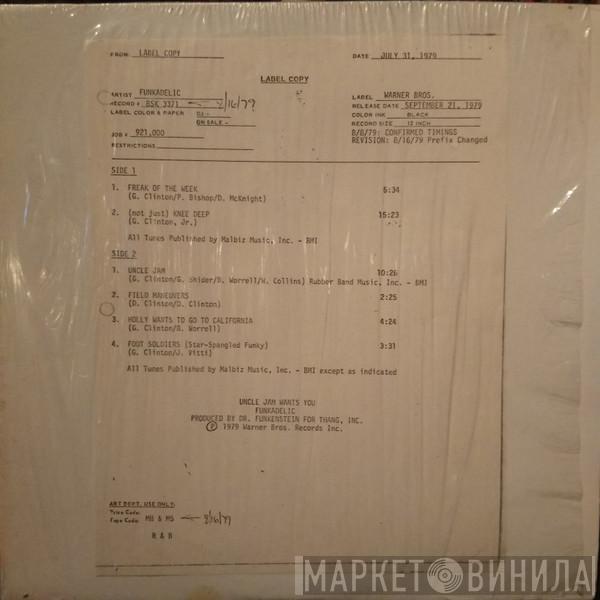 FROM LABEL COPY
DATE JULY 31, 1979
LABEL COPY
ARTIST FUNKADELIC
RECORD # BSK 3371 8/16/79
LABEL COLOR & PAPER DJ -
ON SALE -
JOB # 921,000
RESTRICTIONS
LABEL WARNER BROS.
RELEASE DATE SEPTEMBER 21, 1979
COLOR INK BLACK
RECORD SIZE 12 INCH
8/8/79: CONFIRMED TIMINGS
REVISION: 8/16/79 Prefix Changed
SIDE 1
1. FREAK OF THE WEEK 5:34
(G. Clinton/P. Bishop/D. McKnight)
2. (not just) KNEE DEEP 15:23
(G. Clinton, Jr.)
All Tunes Published by Malbiz Music, Inc. - BMI
SIDE 2
1. UNCLE JAM 10:26
(G. Clinton/G. Shider/B. Worrell/W. Collins) Rubber Band Music, Inc. - BMI
2. FIELD MANEUVERS 2:25
(D. Clinton/D. Clinton)
3. HOLLY WANTS TO GO TO CALIFORNIA 4:24
(G. Clinton/B. Worrell)
4. FOOT SOLDIERS (Star-Spangled Funky) 3:31
(G. Clinton/J. Vitti)
All Tunes Published by Malbiz Music, Inc. - BMI except as indicated
UNCLE JAM WANTS YOU
FUNKADELIC
PRODUCED BY DR. FUNKENSTEIN FOR THANG, INC.
℗ 1979 Warner Bros. Records Inc.
ART DEPT. USE ONLY:
Price Code:
Tape Code: M8 & M5 8/16/79
R & B
МАРКЕТ ВИНИЛА